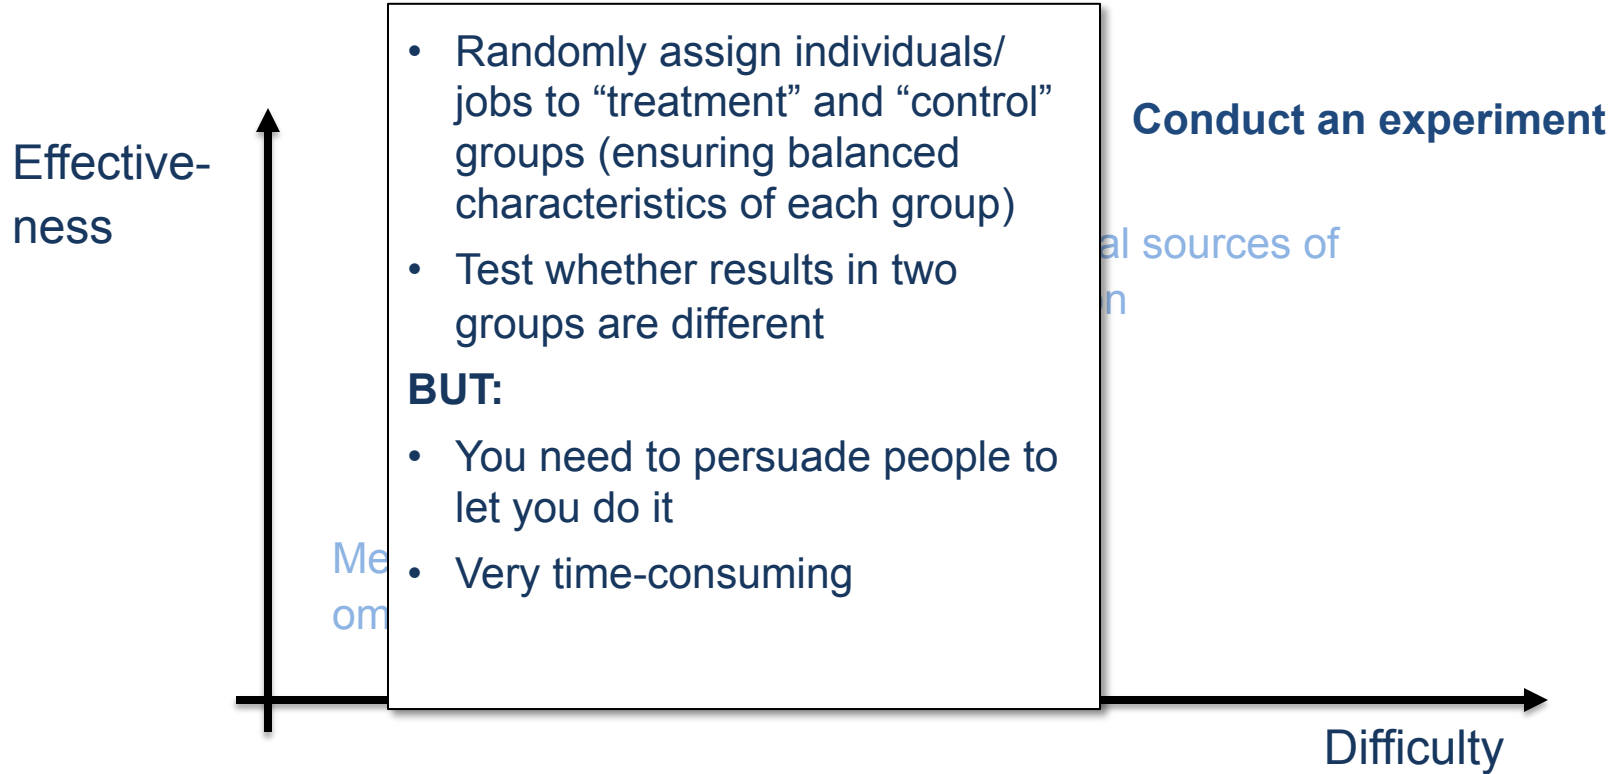 Effective-
ness
• Randomly assign individuals/
jobs to “treatment” and “control”
groups (ensuring balanced
characteristics of each group)
• Test whether results in two
groups are different
BUT:
• You need to persuade people to
let you do it
• Very time-consuming
Conduct an experiment
sources of
Difficulty